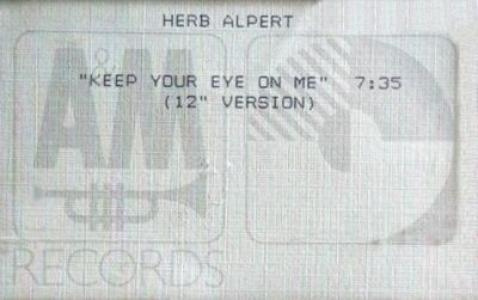 HERB ALPERT
A&M
"KEEP YOUR EYE ON ME" 7:35
(12" VERSION)
RECORDS